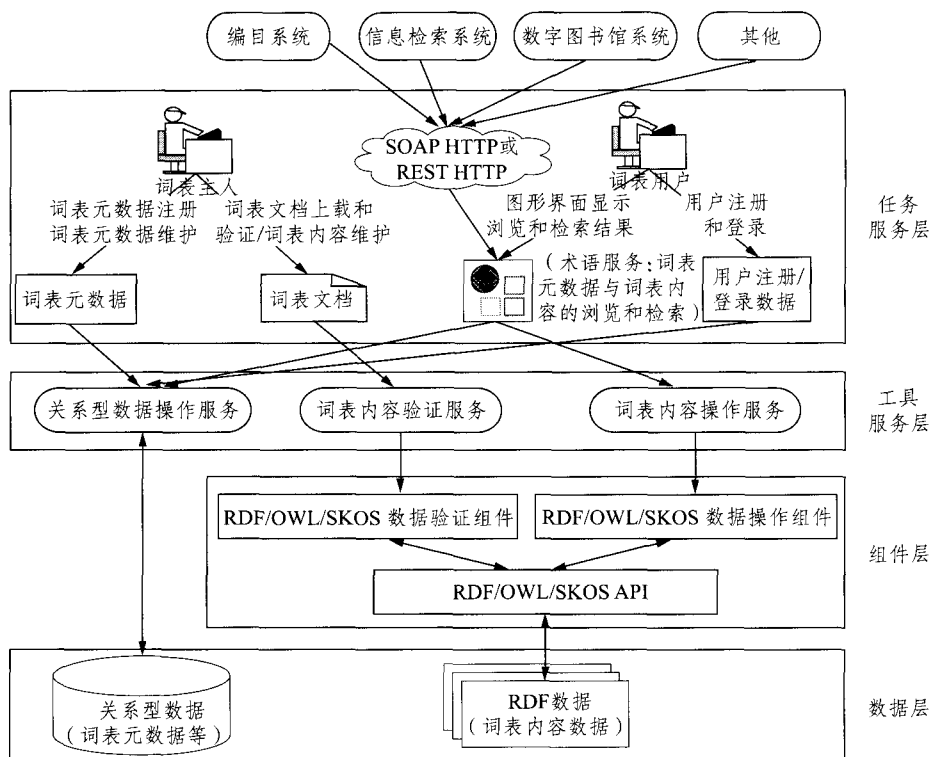 编目系统
信息检索系统
数字图书馆系统
其他
SOAP HTTP或
REST HTTP
词表主人
词表用户
词表元数据注册
词表元数据维护
词表文档上载和
验证/词表内容维护
图形界面显示
浏览和检索结果
用户注册
和登录
任务
服务层
词表元数据
词表文档
(术语服务:词表
元数据与词表内
容的浏览和检索)
用户注册/
登录数据
关系型数据操作服务
词表内容验证服务
词表内容操作服务
工具
服务层
RDF/OWL/SKOS 数据验证组件
RDF/OWL/SKOS 数据操作组件
RDF/OWL/SKOS API
组件层
关系型数据
(词表元数据等)
RDF数据
(词表内容数据)
数据层